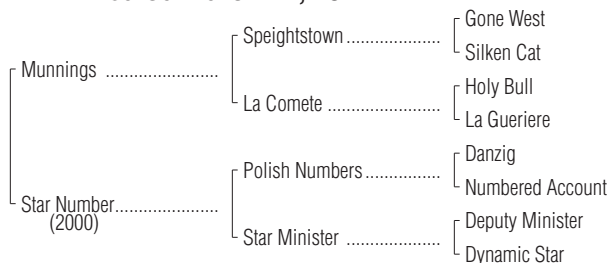 Gone West
Speightstown ....................
Silken Cat
Munnings ........................
Holy Bull
La Comete ........................
La Gueriere
Danzig
Polish Numbers ................
Numbered Account
Star Number ......................
(2000)
Deputy Minister
Star Minister ....................
Dynamic Star